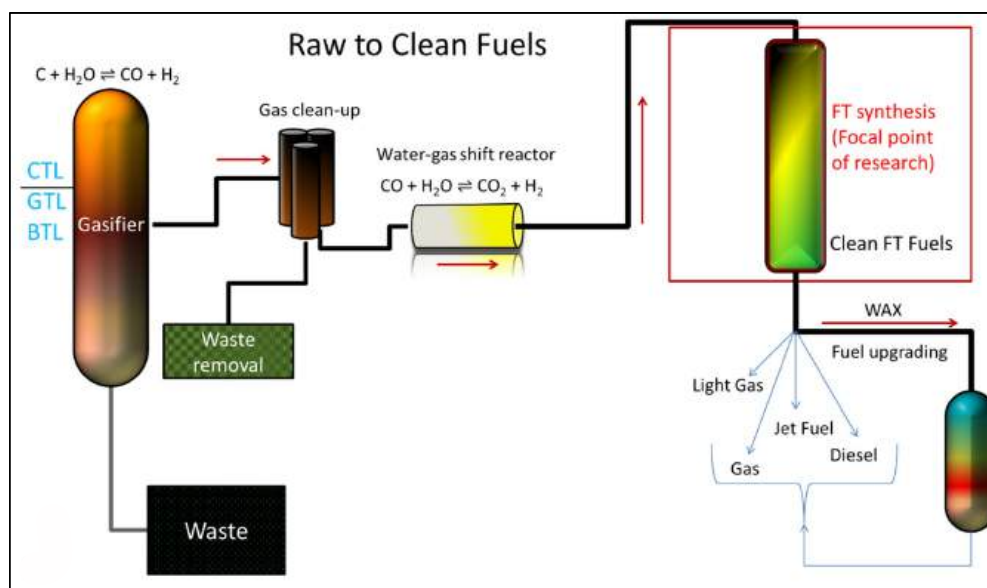 Raw to Clean Fuels
C + H₂O ⇌ CO + H₂
CTL
GTL
BTL
Gasifier
Gas clean-up
Waste
removal
Waste
Water-gas shift reactor
CO + H₂O ⇌ CO₂ + H₂
FT synthesis
(Focal point
of research)
Clean FT Fuels
WAX
Fuel upgrading
Light Gas
Jet Fuel
Gas
Diesel